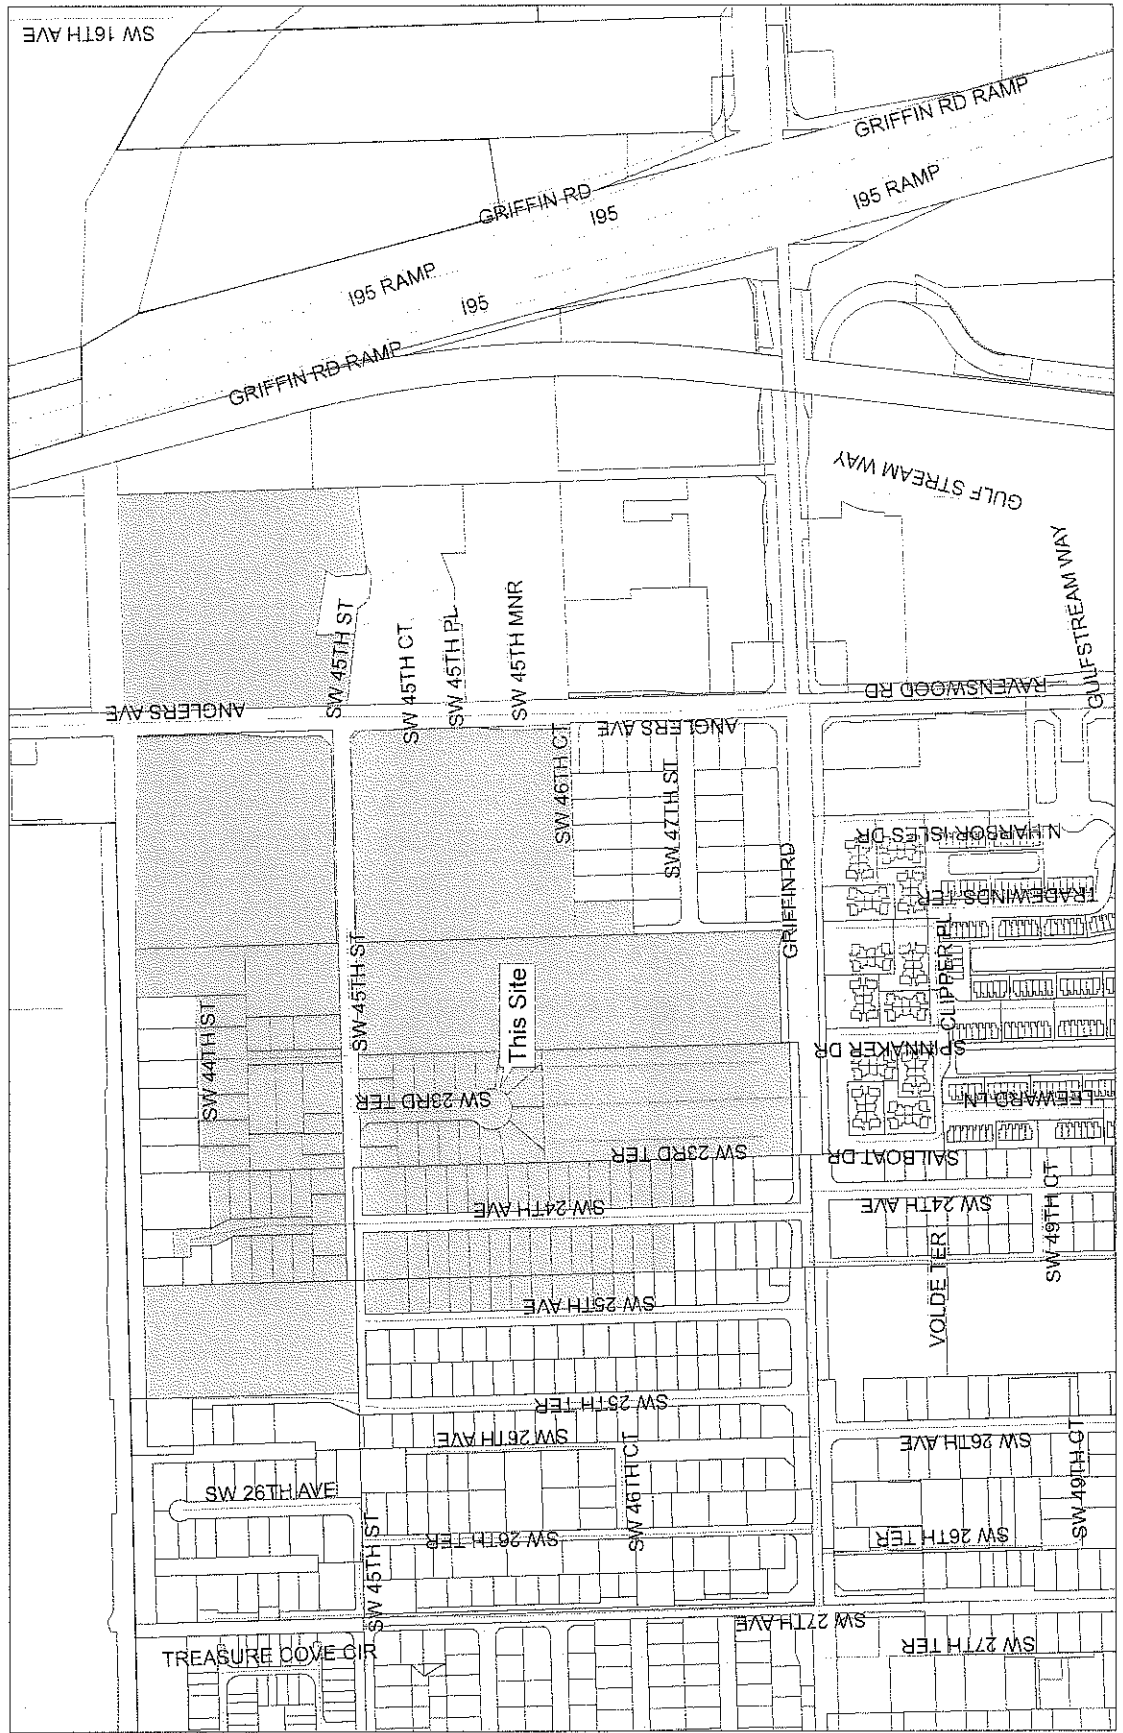 SW 16TH AVE
GRIFFIN RD RAMP
GRIFFIN RD
I95
I95 RAMP
I95 RAMP
I95
GRIFFIN RD RAMP
GULF STREAM WAY
GULFSTREAM WAY
SW 45TH ST
SW 45TH CT
SW 45TH PL
SW 45TH MNR
RAVENSWOOD RD
ANGLERS AVE
ANGLERS AVE
SW 46TH CT
SW 47TH ST
N HARBOR ISLES DR
GRIFFIN RD
TRADEWINDS TER
CLIPPER PL
SW 45TH ST
This Site
SW 44TH ST
SPINNAKER DR
SW 23RD TER
LEEWARD LN
SW 23RD TER
SAILBOAT DR
SW 24TH AVE
SW 24TH AVE
SW 49TH CT
VOLDE TER
SW 25TH AVE
SW 25TH TER
SW 26TH AVE
SW 26TH AVE
SW 26TH AVE
SW 46TH CT
SW 49TH CT
SW 45TH ST
SW 26TH TER
SW 26TH TER
SW 27TH AVE
SW 27TH TER
TREASURE COVE CIR